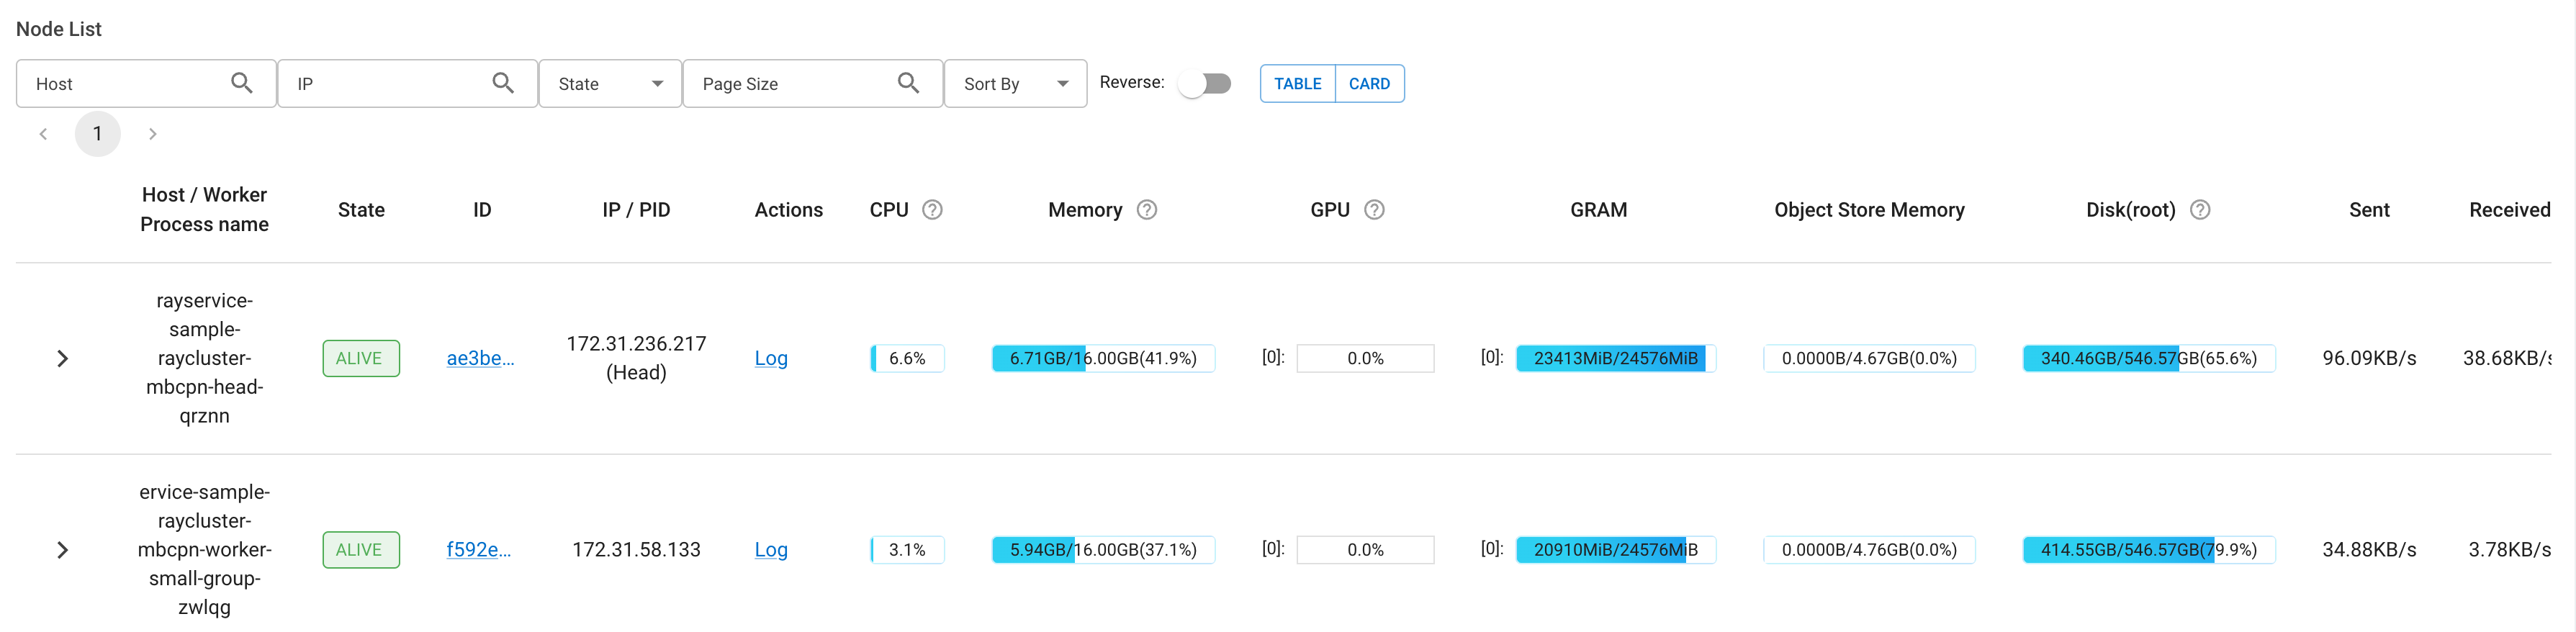 Node List
Host
IP
State
Page Size
Sort By
Reverse:
TABLE
CARD
1
Host / Worker
Process name
State
ID
IP / PID
Actions
CPU
Memory
GPU
GRAM
Object Store Memory
Disk(root)
Sent
Received
rayservice-
sample-
raycluster-
mbcpn-head-
qrznn
ALIVE
ae3be...
172.31.236.217
(Head)
Log
6.6%
6.71GB/16.00GB(41.9%)
[0]:
0.0%
[0]:
23413MiB/24576MiB
0.0000B/4.67GB(0.0%)
340.46GB/546.57GB(65.6%)
96.09KB/s
38.68KB/s
ervice-sample-
raycluster-
mbcpn-worker-
small-group-
zwlqg
ALIVE
f592e...
172.31.58.133
Log
3.1%
5.94GB/16.00GB(37.1%)
[0]:
0.0%
[0]:
20910MiB/24576MiB
0.0000B/4.76GB(0.0%)
414.55GB/546.57GB(79.9%)
34.88KB/s
3.78KB/s